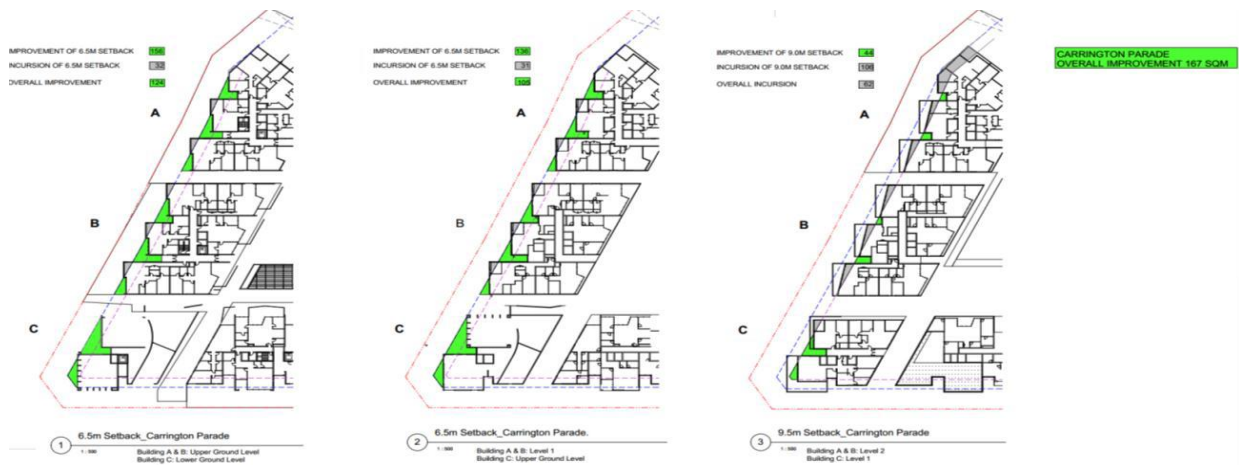 IMPROVEMENT OF 6.5M SETBACK 156
INCURSION OF 6.5M SETBACK 32
OVERALL IMPROVEMENT 124
A
B
C
1
6.5m Setback_Carrington Parade
1 : 500
Building A & B: Upper Ground Level
Building C: Lower Ground Level
IMPROVEMENT OF 6.5M SETBACK 136
INCURSION OF 6.5M SETBACK 31
OVERALL IMPROVEMENT 105
A
B
C
2
6.5m Setback_Carrington Parade.
1 : 500
Building A & B: Level 1
Building C: Upper Ground Level
IMPROVEMENT OF 9.0M SETBACK 44
INCURSION OF 9.0M SETBACK 106
OVERALL INCURSION 62
A
B
C
3
9.5m Setback_Carrington Parade
1 : 500
Building A & B: Level 2
Building C: Level 1
CARRINGTON PARADE
OVERALL IMPROVEMENT 167 SQM